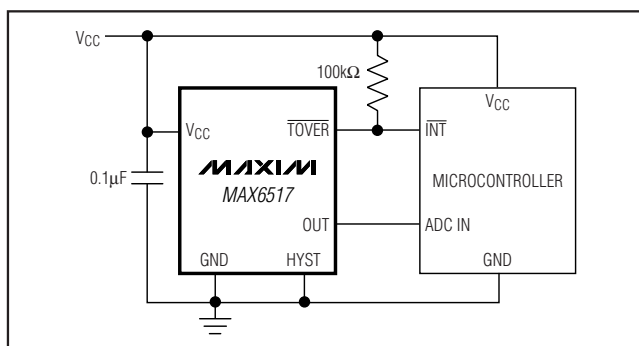 VCC
100kΩ
VCC
VCC
TOVER
INT
MAXIM
MAX6517
MICROCONTROLLER
0.1µF
OUT
ADC IN
GND
HYST
GND